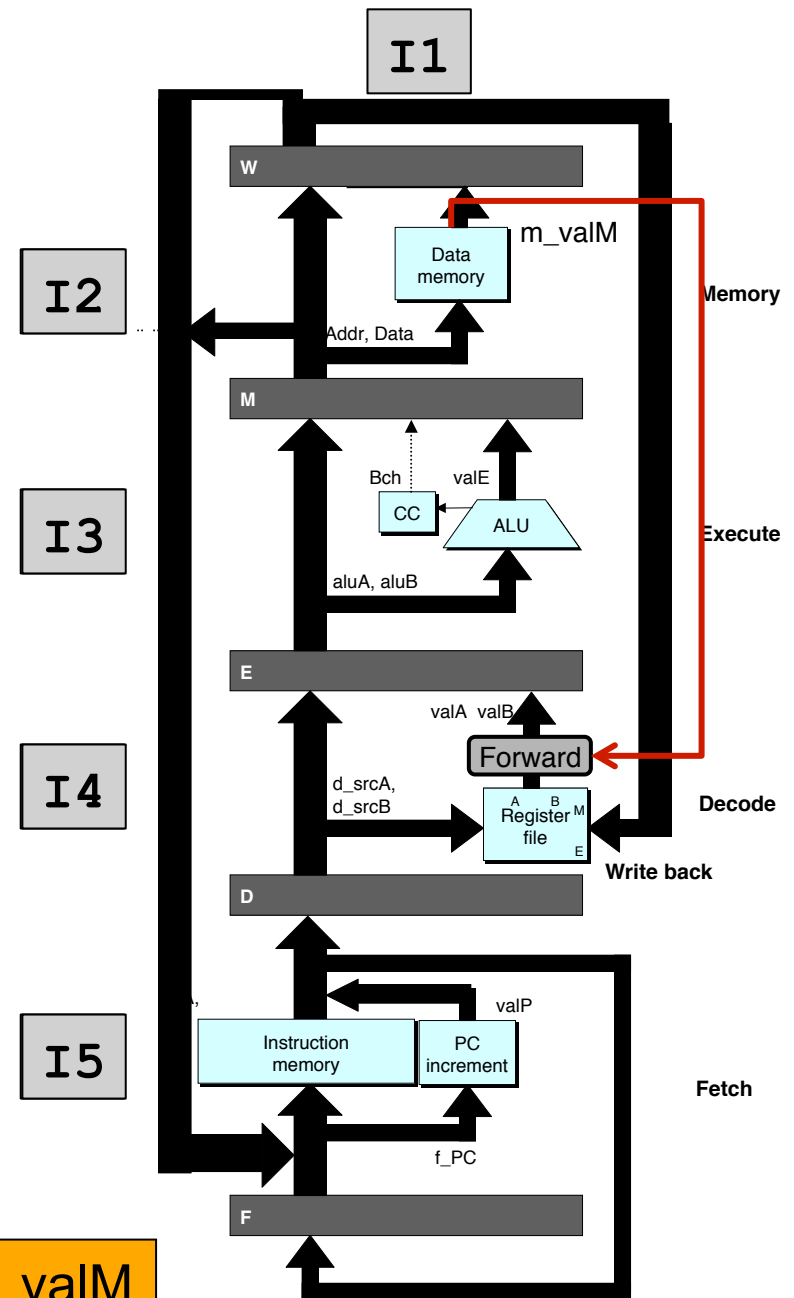 I1
W
m_valM
Data
memory
I2
Memory
Addr, Data
M
Bch
valE
CC
ALU
I3
Execute
aluA, aluB
E
valA valB
Forward
I4
d_srcA,
d_srcB
A B
M
Register
file
E
Decode
Write back
D
valP
Instruction
memory
PC
increment
I5
Fetch
f_PC
F
valM